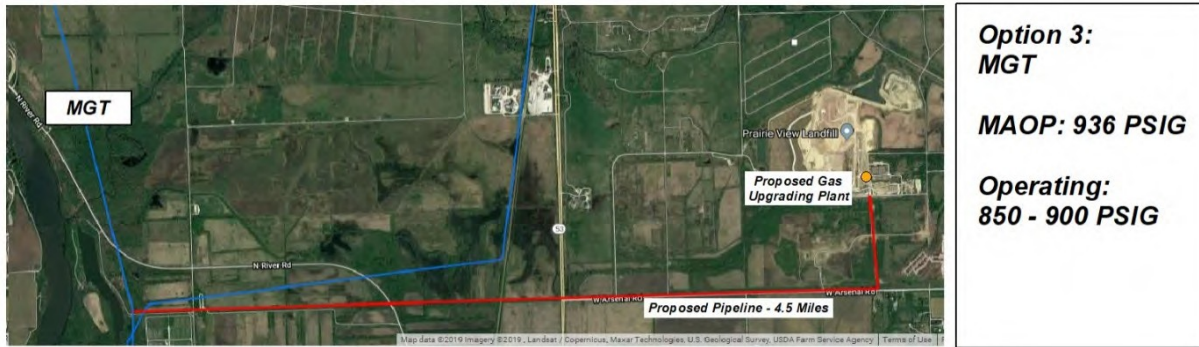 N River Rd
MGT
Prairie View Landfill
Proposed Gas
Upgrading Plant
53
N River Rd
W Arsenal Rd
W Arsenal Rd
Proposed Pipeline - 4.5 Miles
Map data ©2019 Imagery ©2019 , Landsat / Copernicus, Maxar Technologies, U.S. Geological Survey, USDA Farm Service Agency
Terms of Use
Option 3:
MGT
MAOP: 936 PSIG
Operating:
850 - 900 PSIG